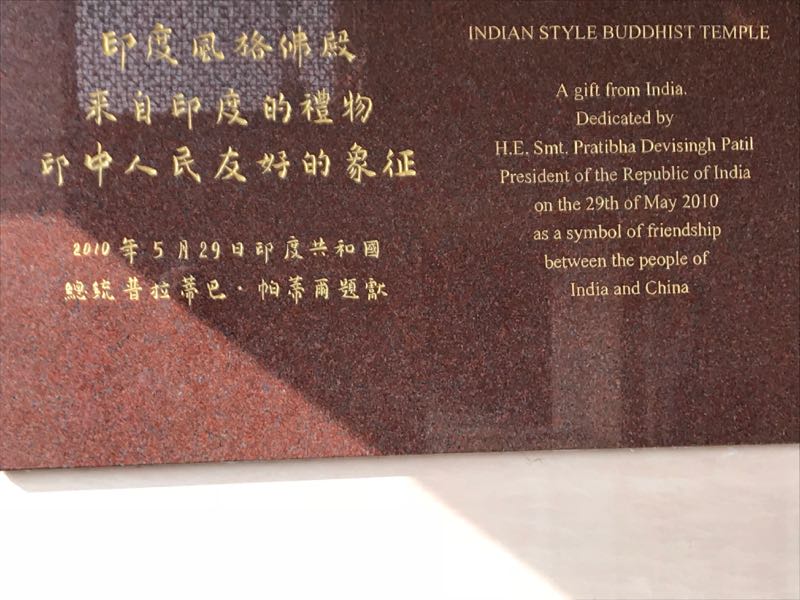 印度風格佛殿
來自印度的禮物
印中人民友好的象征
2010年5月29日印度共和國
總統普拉蒂巴·帕蒂爾題獻
INDIAN STYLE BUDDHIST TEMPLE
A gift from India.
Dedicated by
H.E. Smt. Pratibha Devisingh Patil
President of the Republic of India
on the 29th of May 2010
as a symbol of friendship
between the people of
India and China